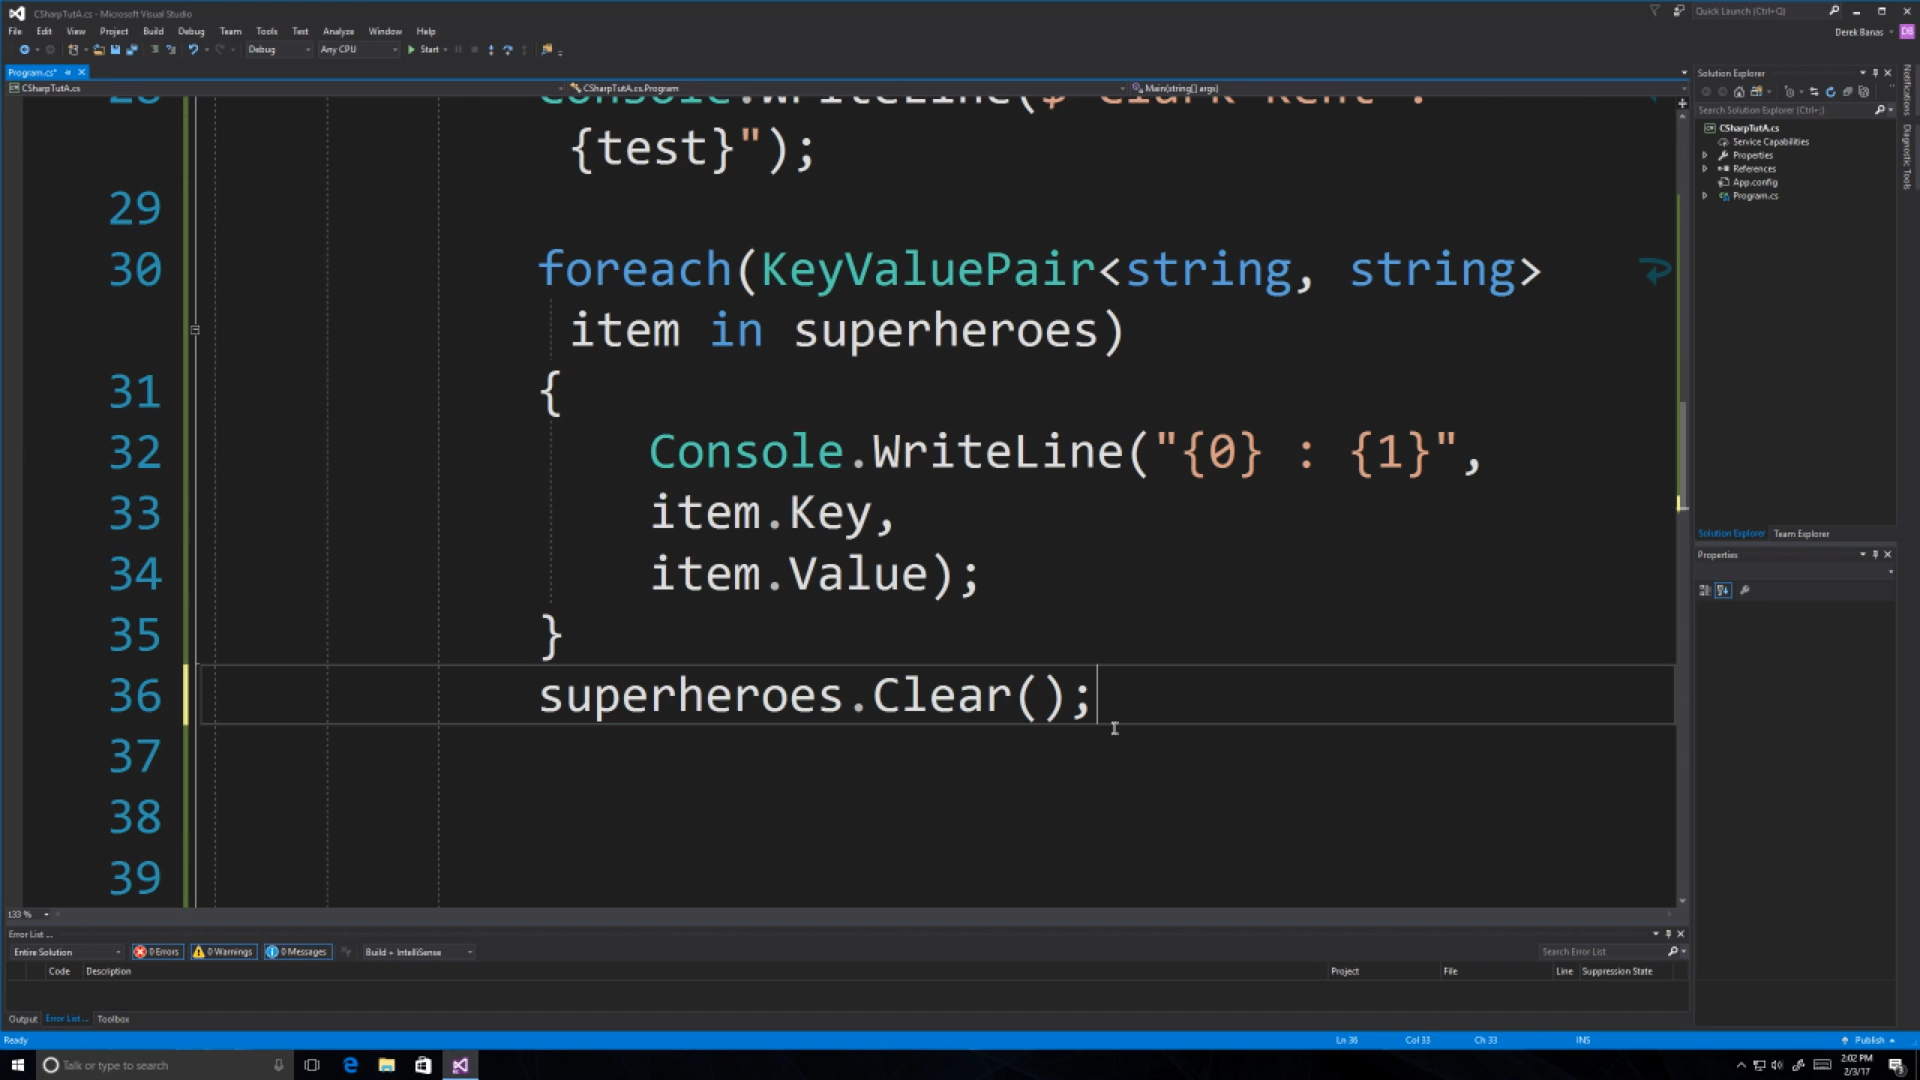 CSharpTutA.cs - Microsoft Visual Studio
Quick Launch (Ctrl+Q)
File Edit View Project Build Debug Team Tools Test Analyze Window Help
Derek Banas DB
Debug Any CPU Start
Program.cs*
CSharpTutA.cs CSharpTutA.cs.Program Main(string[] args)
28 Console.WriteLine($"Clark Kent :
{test}");
29
30 foreach(KeyValuePair<string, string>
item in superheroes)
31 {
32 Console.WriteLine("{0} : {1}",
33 item.Key,
34 item.Value);
35 }
36 superheroes.Clear();
37
38
39
133 %
Solution Explorer
Search Solution Explorer (Ctrl+;)
CSharpTutA.cs
Service Capabilities
Properties
References
App.config
Program.cs
Solution Explorer Team Explorer
Properties
Notifications
Diagnostic Tools
Error List ...
Entire Solution 0 Errors 0 Warnings 0 Messages Build + IntelliSense Search Error List
Code Description Project File Line Suppression State
Output Error List ... Toolbox
Ready Ln 36 Col 33 Ch 33 INS Publish
Talk or type to search
2:02 PM
2/3/17